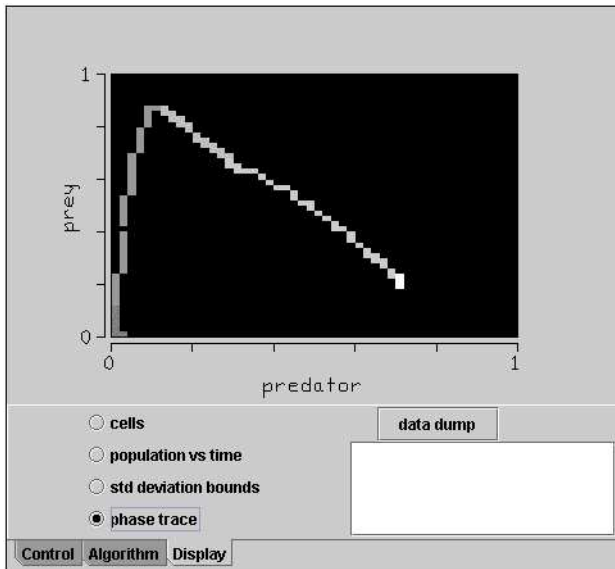 1
prey
0
0
1
predator
cells
data dump
population vs time
std deviation bounds
phase trace
Control Algorithm Display